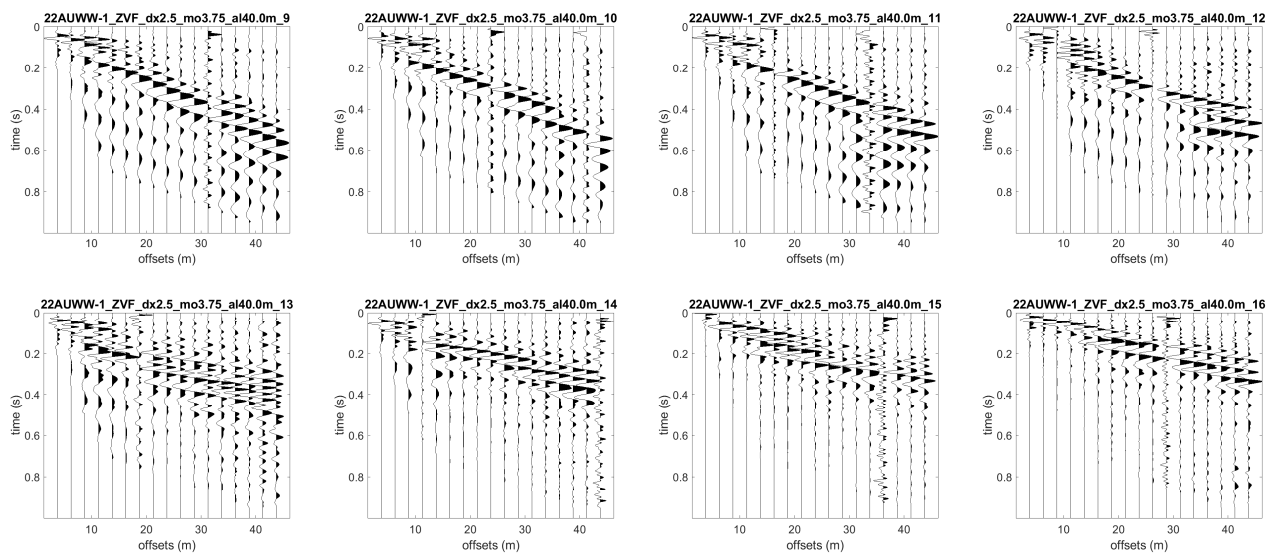 22AUWW-1_ZVF_dx2.5_mo3.75_al40.0m_9
0
0.2
0.4
0.6
0.8
time (s)
10 20 30 40
offsets (m)
22AUWW-1_ZVF_dx2.5_mo3.75_al40.0m_10
0
0.2
0.4
0.6
0.8
time (s)
10 20 30 40
offsets (m)
22AUWW-1_ZVF_dx2.5_mo3.75_al40.0m_11
0
0.2
0.4
0.6
0.8
time (s)
10 20 30 40
offsets (m)
22AUWW-1_ZVF_dx2.5_mo3.75_al40.0m_12
0
0.2
0.4
0.6
0.8
time (s)
10 20 30 40
offsets (m)
22AUWW-1_ZVF_dx2.5_mo3.75_al40.0m_13
0
0.2
0.4
0.6
0.8
time (s)
10 20 30 40
offsets (m)
22AUWW-1_ZVF_dx2.5_mo3.75_al40.0m_14
0
0.2
0.4
0.6
0.8
time (s)
10 20 30 40
offsets (m)
22AUWW-1_ZVF_dx2.5_mo3.75_al40.0m_15
0
0.2
0.4
0.6
0.8
time (s)
10 20 30 40
offsets (m)
22AUWW-1_ZVF_dx2.5_mo3.75_al40.0m_16
0
0.2
0.4
0.6
0.8
time (s)
10 20 30 40
offsets (m)